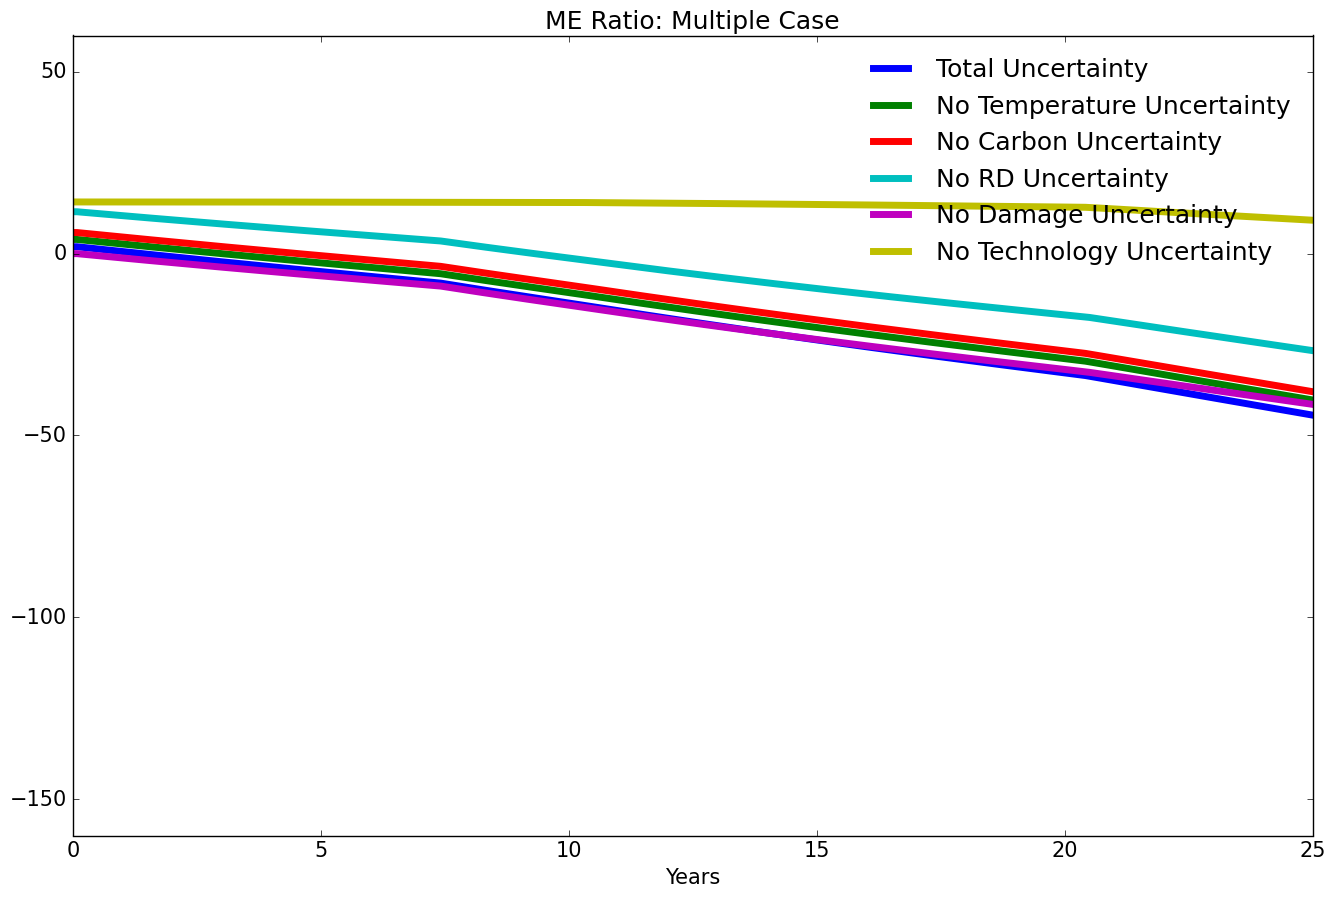 ME Ratio: Multiple Case
50
0
−50
−100
−150
Total Uncertainty
No Temperature Uncertainty
No Carbon Uncertainty
No RD Uncertainty
No Damage Uncertainty
No Technology Uncertainty
0 5 10 15 20 25
Years